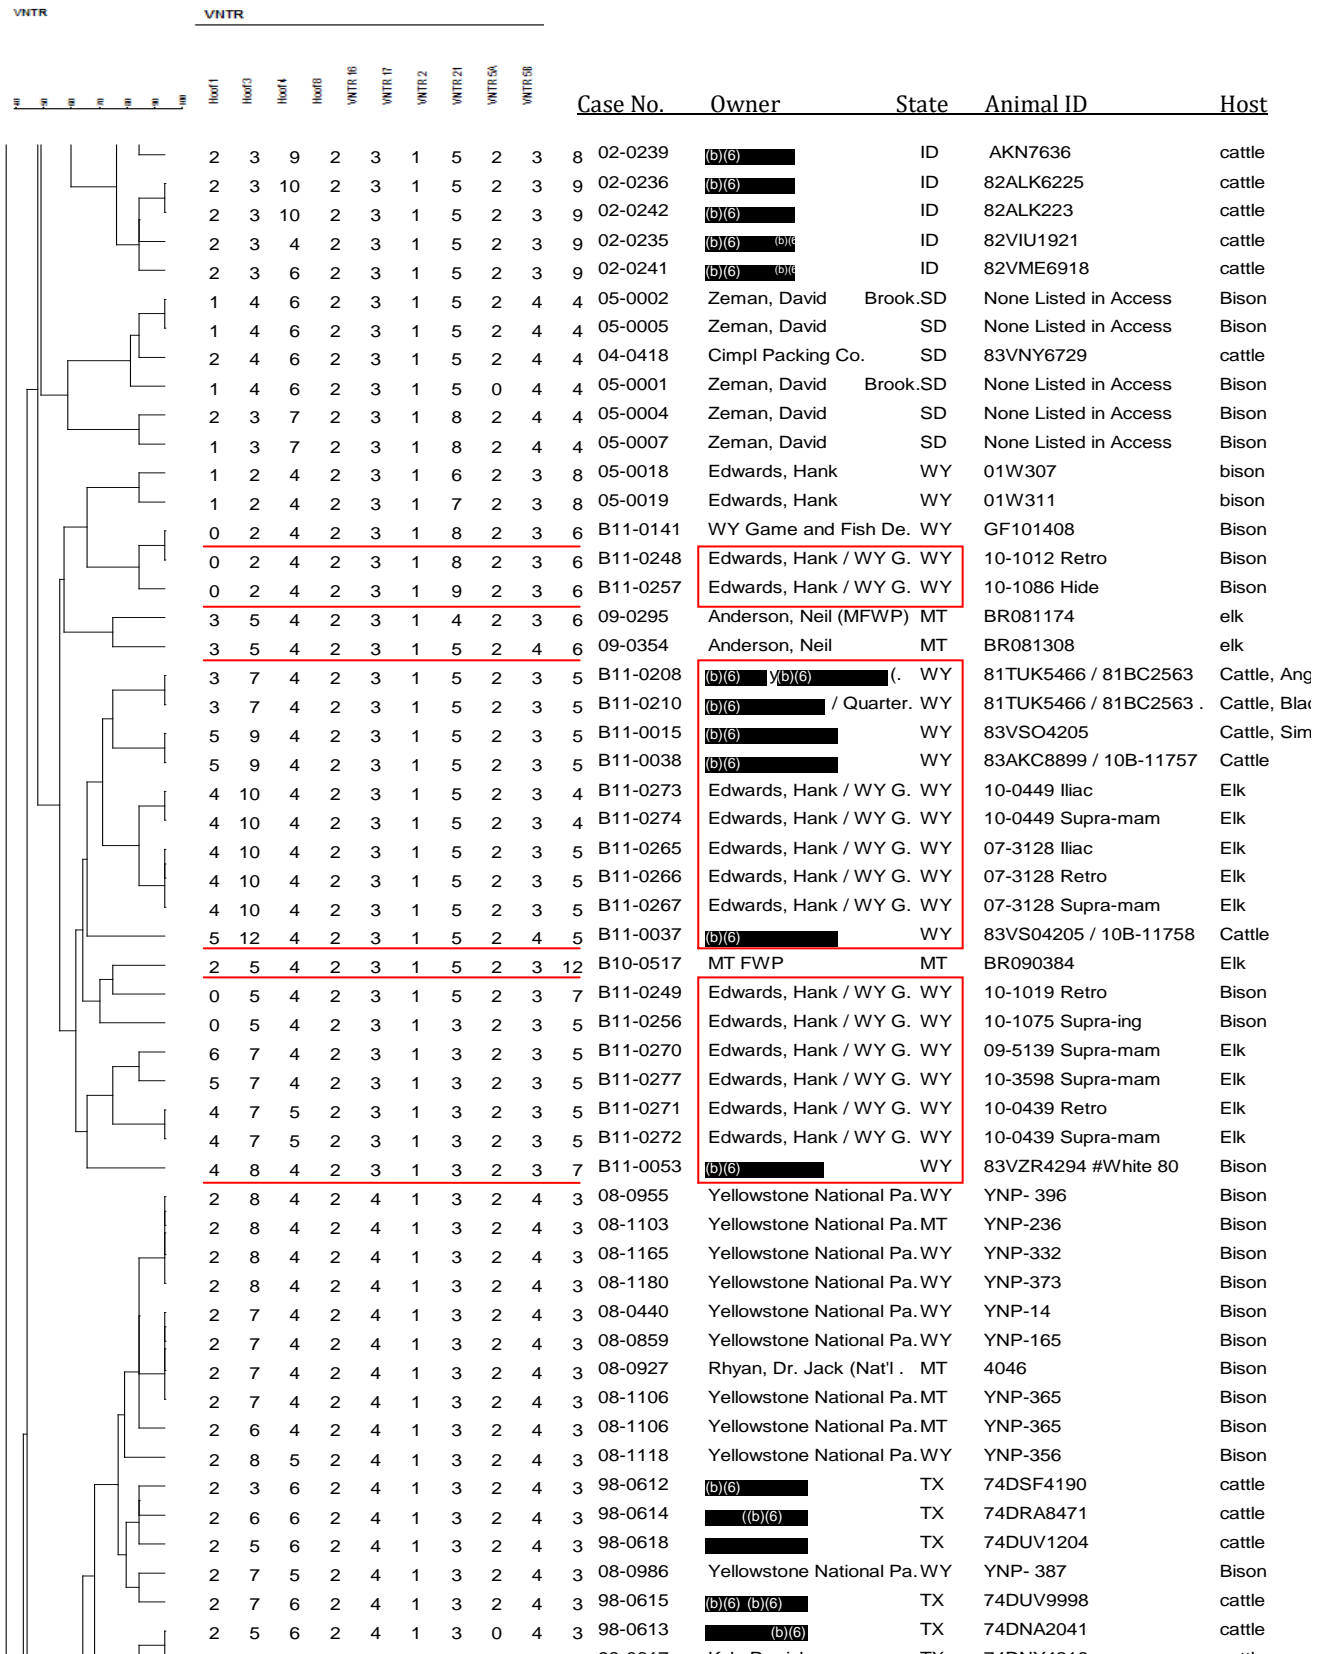 VNTR VNTR
40 50 60 70 80 90 100 Hoof1 Hoof3 Hoof4 Hoof8 VNTR 16 VNTR 17 VNTR 2 VNTR 21 VNTR 5A VNTR 5B
Case No. Owner State Animal ID Host
2 3 9 2 3 1 5 2 3 8 02-0239 (b)(6) ID AKN7636 cattle
2 3 10 2 3 1 5 2 3 9 02-0236 (b)(6) ID 82ALK6225 cattle
2 3 10 2 3 1 5 2 3 9 02-0242 (b)(6) ID 82ALK223 cattle
2 3 4 2 3 1 5 2 3 9 02-0235 (b)(6) (b)(6 ID 82VIU1921 cattle
2 3 6 2 3 1 5 2 3 9 02-0241 (b)(6) (b)(6 ID 82VME6918 cattle
1 4 6 2 3 1 5 2 4 4 05-0002 Zeman, David Brook.SD None Listed in Access Bison
1 4 6 2 3 1 5 2 4 4 05-0005 Zeman, David SD None Listed in Access Bison
2 4 6 2 3 1 5 2 4 4 04-0418 Cimpl Packing Co. SD 83VNY6729 cattle
1 4 6 2 3 1 5 0 4 4 05-0001 Zeman, David Brook.SD None Listed in Access Bison
2 3 7 2 3 1 8 2 4 4 05-0004 Zeman, David SD None Listed in Access Bison
1 3 7 2 3 1 8 2 4 4 05-0007 Zeman, David SD None Listed in Access Bison
1 2 4 2 3 1 6 2 3 8 05-0018 Edwards, Hank WY 01W307 bison
1 2 4 2 3 1 7 2 3 8 05-0019 Edwards, Hank WY 01W311 bison
0 2 4 2 3 1 8 2 3 6 B11-0141 WY Game and Fish De. WY GF101408 Bison
0 2 4 2 3 1 8 2 3 6 B11-0248 Edwards, Hank / WY G. WY 10-1012 Retro Bison
0 2 4 2 3 1 9 2 3 6 B11-0257 Edwards, Hank / WY G. WY 10-1086 Hide Bison
3 5 4 2 3 1 4 2 3 6 09-0295 Anderson, Neil (MFWP) MT BR081174 elk
3 5 4 2 3 1 5 2 4 6 09-0354 Anderson, Neil MT BR081308 elk
3 7 4 2 3 1 5 2 3 5 B11-0208 (b)(6) y(b)(6) (. WY 81TUK5466 / 81BC2563 Cattle, Ang
3 7 4 2 3 1 5 2 3 5 B11-0210 (b)(6) / Quarter. WY 81TUK5466 / 81BC2563 . Cattle, Blac
5 9 4 2 3 1 5 2 3 5 B11-0015 (b)(6) WY 83VSO4205 Cattle, Sim
5 9 4 2 3 1 5 2 3 5 B11-0038 (b)(6) WY 83AKC8899 / 10B-11757 Cattle
4 10 4 2 3 1 5 2 3 4 B11-0273 Edwards, Hank / WY G. WY 10-0449 Iliac Elk
4 10 4 2 3 1 5 2 3 4 B11-0274 Edwards, Hank / WY G. WY 10-0449 Supra-mam Elk
4 10 4 2 3 1 5 2 3 5 B11-0265 Edwards, Hank / WY G. WY 07-3128 Iliac Elk
4 10 4 2 3 1 5 2 3 5 B11-0266 Edwards, Hank / WY G. WY 07-3128 Retro Elk
4 10 4 2 3 1 5 2 3 5 B11-0267 Edwards, Hank / WY G. WY 07-3128 Supra-mam Elk
5 12 4 2 3 1 5 2 4 5 B11-0037 (b)(6) WY 83VS04205 / 10B-11758 Cattle
2 5 4 2 3 1 5 2 3 12 B10-0517 MT FWP MT BR090384 Elk
0 5 4 2 3 1 5 2 3 7 B11-0249 Edwards, Hank / WY G. WY 10-1019 Retro Bison
0 5 4 2 3 1 3 2 3 5 B11-0256 Edwards, Hank / WY G. WY 10-1075 Supra-ing Bison
6 7 4 2 3 1 3 2 3 5 B11-0270 Edwards, Hank / WY G. WY 09-5139 Supra-mam Elk
5 7 4 2 3 1 3 2 3 5 B11-0277 Edwards, Hank / WY G. WY 10-3598 Supra-mam Elk
4 7 5 2 3 1 3 2 3 5 B11-0271 Edwards, Hank / WY G. WY 10-0439 Retro Elk
4 7 5 2 3 1 3 2 3 5 B11-0272 Edwards, Hank / WY G. WY 10-0439 Supra-mam Elk
4 8 4 2 3 1 3 2 3 7 B11-0053 (b)(6) WY 83VZR4294 #White 80 Bison
2 8 4 2 4 1 3 2 4 3 08-0955 Yellowstone National Pa. WY YNP- 396 Bison
2 8 4 2 4 1 3 2 4 3 08-1103 Yellowstone National Pa. MT YNP-236 Bison
2 8 4 2 4 1 3 2 4 3 08-1165 Yellowstone National Pa. WY YNP-332 Bison
2 8 4 2 4 1 3 2 4 3 08-1180 Yellowstone National Pa. WY YNP-373 Bison
2 7 4 2 4 1 3 2 4 3 08-0440 Yellowstone National Pa. WY YNP-14 Bison
2 7 4 2 4 1 3 2 4 3 08-0859 Yellowstone National Pa. WY YNP-165 Bison
2 7 4 2 4 1 3 2 4 3 08-0927 Rhyan, Dr. Jack (Nat'l . MT 4046 Bison
2 7 4 2 4 1 3 2 4 3 08-1106 Yellowstone National Pa. MT YNP-365 Bison
2 6 4 2 4 1 3 2 4 3 08-1106 Yellowstone National Pa. MT YNP-365 Bison
2 8 5 2 4 1 3 2 4 3 08-1118 Yellowstone National Pa. WY YNP-356 Bison
2 3 6 2 4 1 3 2 4 3 98-0612 (b)(6) TX 74DSF4190 cattle
2 6 6 2 4 1 3 2 4 3 98-0614 ((b)(6) TX 74DRA8471 cattle
2 5 6 2 4 1 3 2 4 3 98-0618 TX 74DUV1204 cattle
2 7 5 2 4 1 3 2 4 3 08-0986 Yellowstone National Pa. WY YNP- 387 Bison
2 7 6 2 4 1 3 2 4 3 98-0615 (b)(6) (b)(6) TX 74DUV9998 cattle
2 5 6 2 4 1 3 0 4 3 98-0613 (b)(6) TX 74DNA2041 cattle